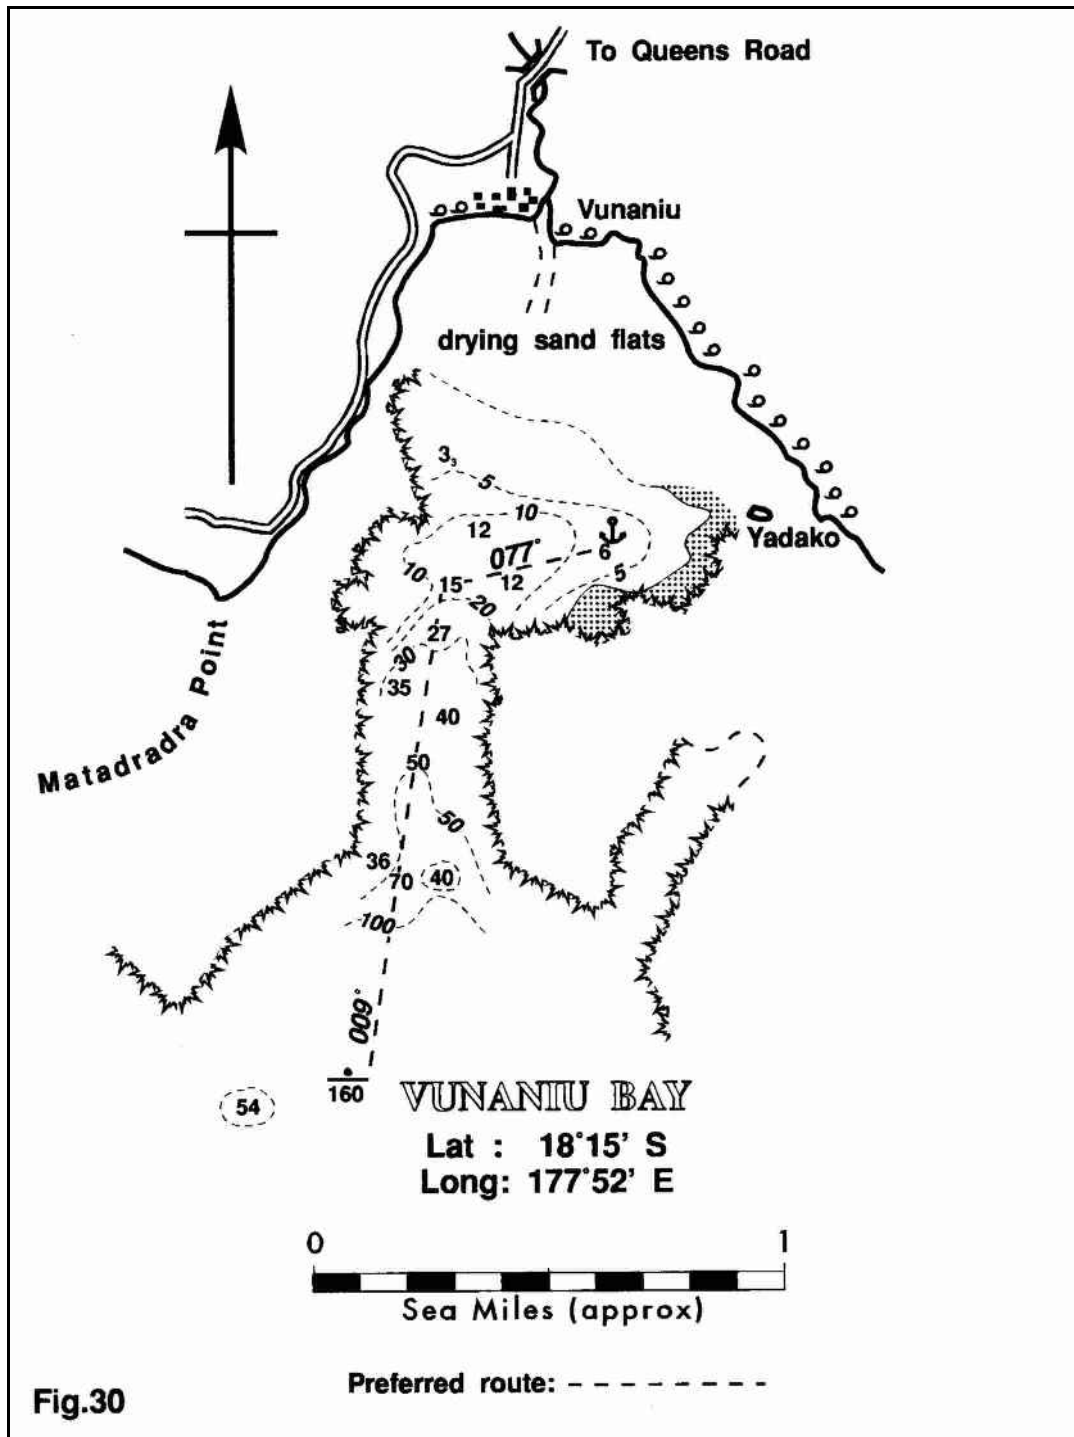 To Queens Road
Vunaniu
drying sand flats
3₃
5
10
12
077°
6
Yadako
10
15
12
5
20
27
30
35
40
Matadradra Point
50
50
36
70
40
100
009°
160
54
VUNANIU BAY
Lat : 18°15' S
Long: 177°52' E
0 1
Sea Miles (approx)
Preferred route:
Fig.30